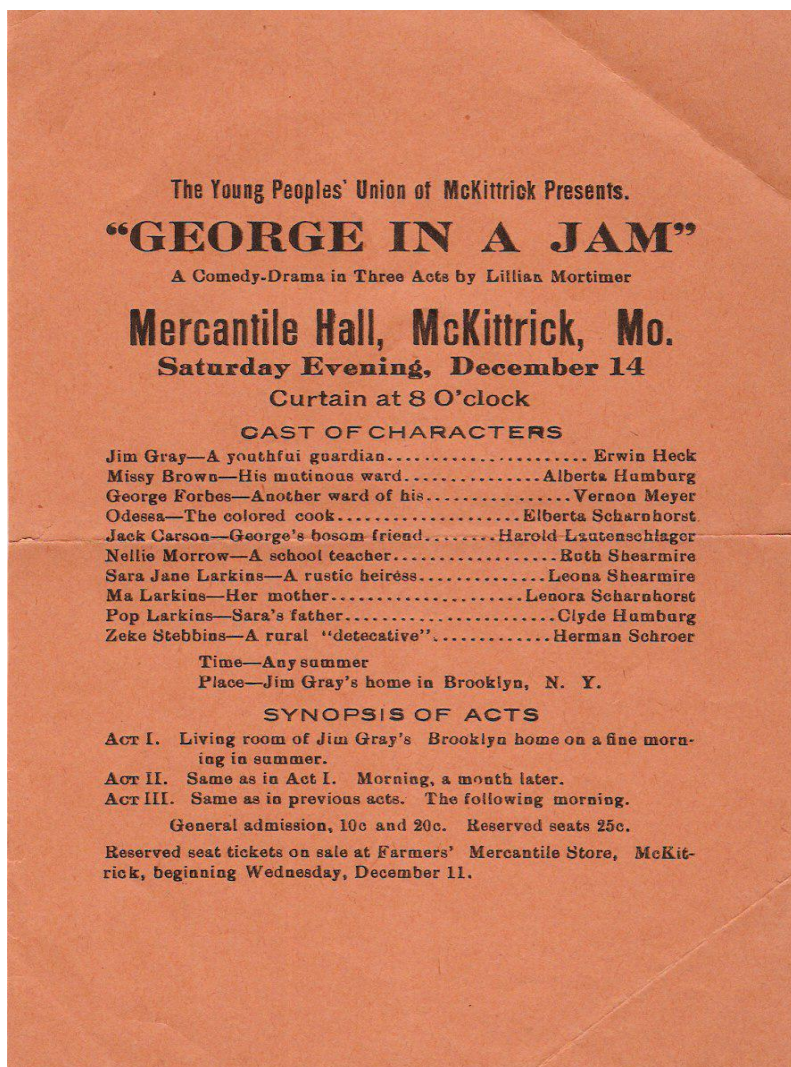 The Young Peoples' Union of McKittrick Presents.
“GEORGE IN A JAM”
A Comedy-Drama in Three Acts by Lillian Mortimer
Mercantile Hall, McKittrick, Mo.
Saturday Evening, December 14
Curtain at 8 O'clock
CAST OF CHARACTERS
Jim Gray—A youthful guardian......................Erwin Heck
Missy Brown—His mutinous ward..............Alberta Humburg
George Forbes—Another ward of his................Vernon Meyer
Odessa—The colored cook....................Elberta Scharnhorst
Jack Carson—George's bosom friend........Harold Lautenschlager
Nellie Morrow—A school teacher..................Ruth Shearmire
Sara Jane Larkins—A rustic heiress..............Leona Shearmire
Ma Larkins—Her mother......................Lenora Scharnhorst
Pop Larkins—Sara's father........................Clyde Humburg
Zeke Stebbins—A rural “detecative”.............Herman Schroer
Time—Any summer
Place—Jim Gray's home in Brooklyn, N. Y.
SYNOPSIS OF ACTS
ACT I. Living room of Jim Gray's Brooklyn home on a fine morn-
ing in summer.
ACT II. Same as in Act I. Morning, a month later.
ACT III. Same as in previous acts. The following morning.
General admission, 10c and 20c. Reserved seats 25c.
Reserved seat tickets on sale at Farmers' Mercantile Store, McKit-
rick, beginning Wednesday, December 11.